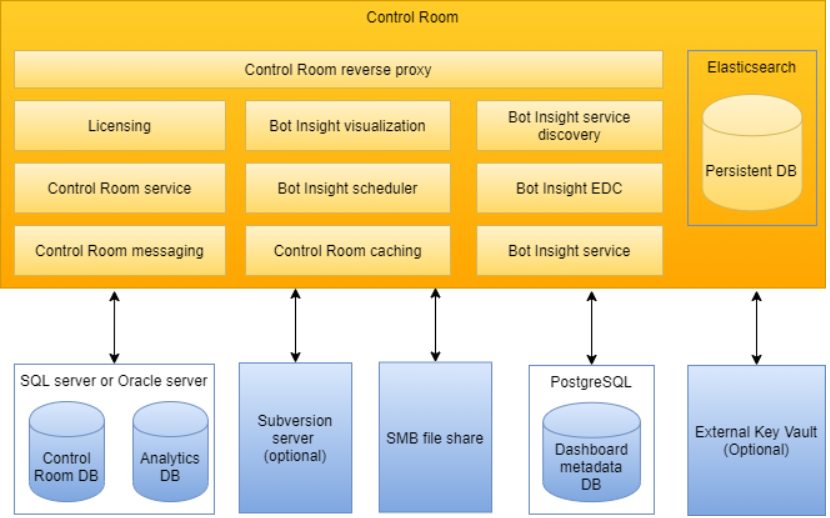 Control Room
Control Room reverse proxy
Elasticsearch
Persistent DB
Licensing
Bot Insight visualization
Bot Insight service
discovery
Control Room service
Bot Insight scheduler
Bot Insight EDC
Control Room messaging
Control Room caching
Bot Insight service
SQL server or Oracle server
Control
Room DB
Analytics
DB
Subversion
server
(optional)
SMB file share
PostgreSQL
Dashboard
metadata
DB
External Key Vault
(Optional)